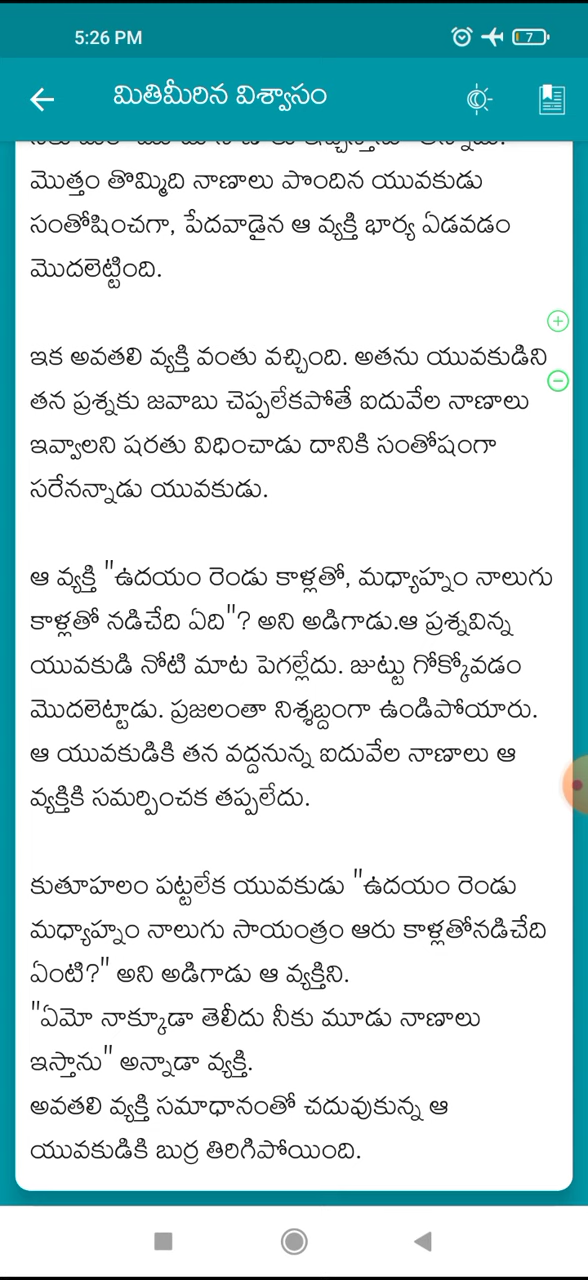 5:26 PM
7
మితిమీరిన విశ్వాసం
మొత్తం తొమ్మిది నాణాలు పొందిన యువకుడు
సంతోషించగా, పేదవాడైన ఆ వ్యక్తి భార్య ఏడవడం
మొదలెట్టింది.
ఇక అవతలి వ్యక్తి వంతు వచ్చింది. అతను యువకుడిని
తన ప్రశ్నకు జవాబు చెప్పలేకపోతే ఐదువేల నాణాలు
ఇవ్వాలని షరతు విధించాడు దానికి సంతోషంగా
సరేనన్నాడు యువకుడు.
ఆ వ్యక్తి "ఉదయం రెండు కాళ్లతో, మధ్యాహ్నం నాలుగు
కాళ్లతో నడిచేది ఏది"? అని అడిగాడు.ఆ ప్రశ్నవిన్న
యువకుడి నోటి మాట పెగల్లేదు. జుట్టు గోక్కోవడం
మొదలెట్టాడు. ప్రజలంతా నిశ్శబ్దంగా ఉండిపోయారు.
ఆ యువకుడికి తన వద్దనున్న ఐదువేల నాణాలు ఆ
వ్యక్తికి సమర్పించక తప్పలేదు.
కుతూహలం పట్టలేక యువకుడు "ఉదయం రెండు
మధ్యాహ్నం నాలుగు సాయంత్రం ఆరు కాళ్లతోనడిచేది
ఏంటి?" అని అడిగాడు ఆ వ్యక్తిని.
"ఏమో నాక్కూడా తెలీదు నీకు మూడు నాణాలు
ఇస్తాను" అన్నాడా వ్యక్తి.
అవతలి వ్యక్తి సమాధానంతో చదువుకున్న ఆ
యువకుడికి బుర్ర తిరిగిపోయింది.